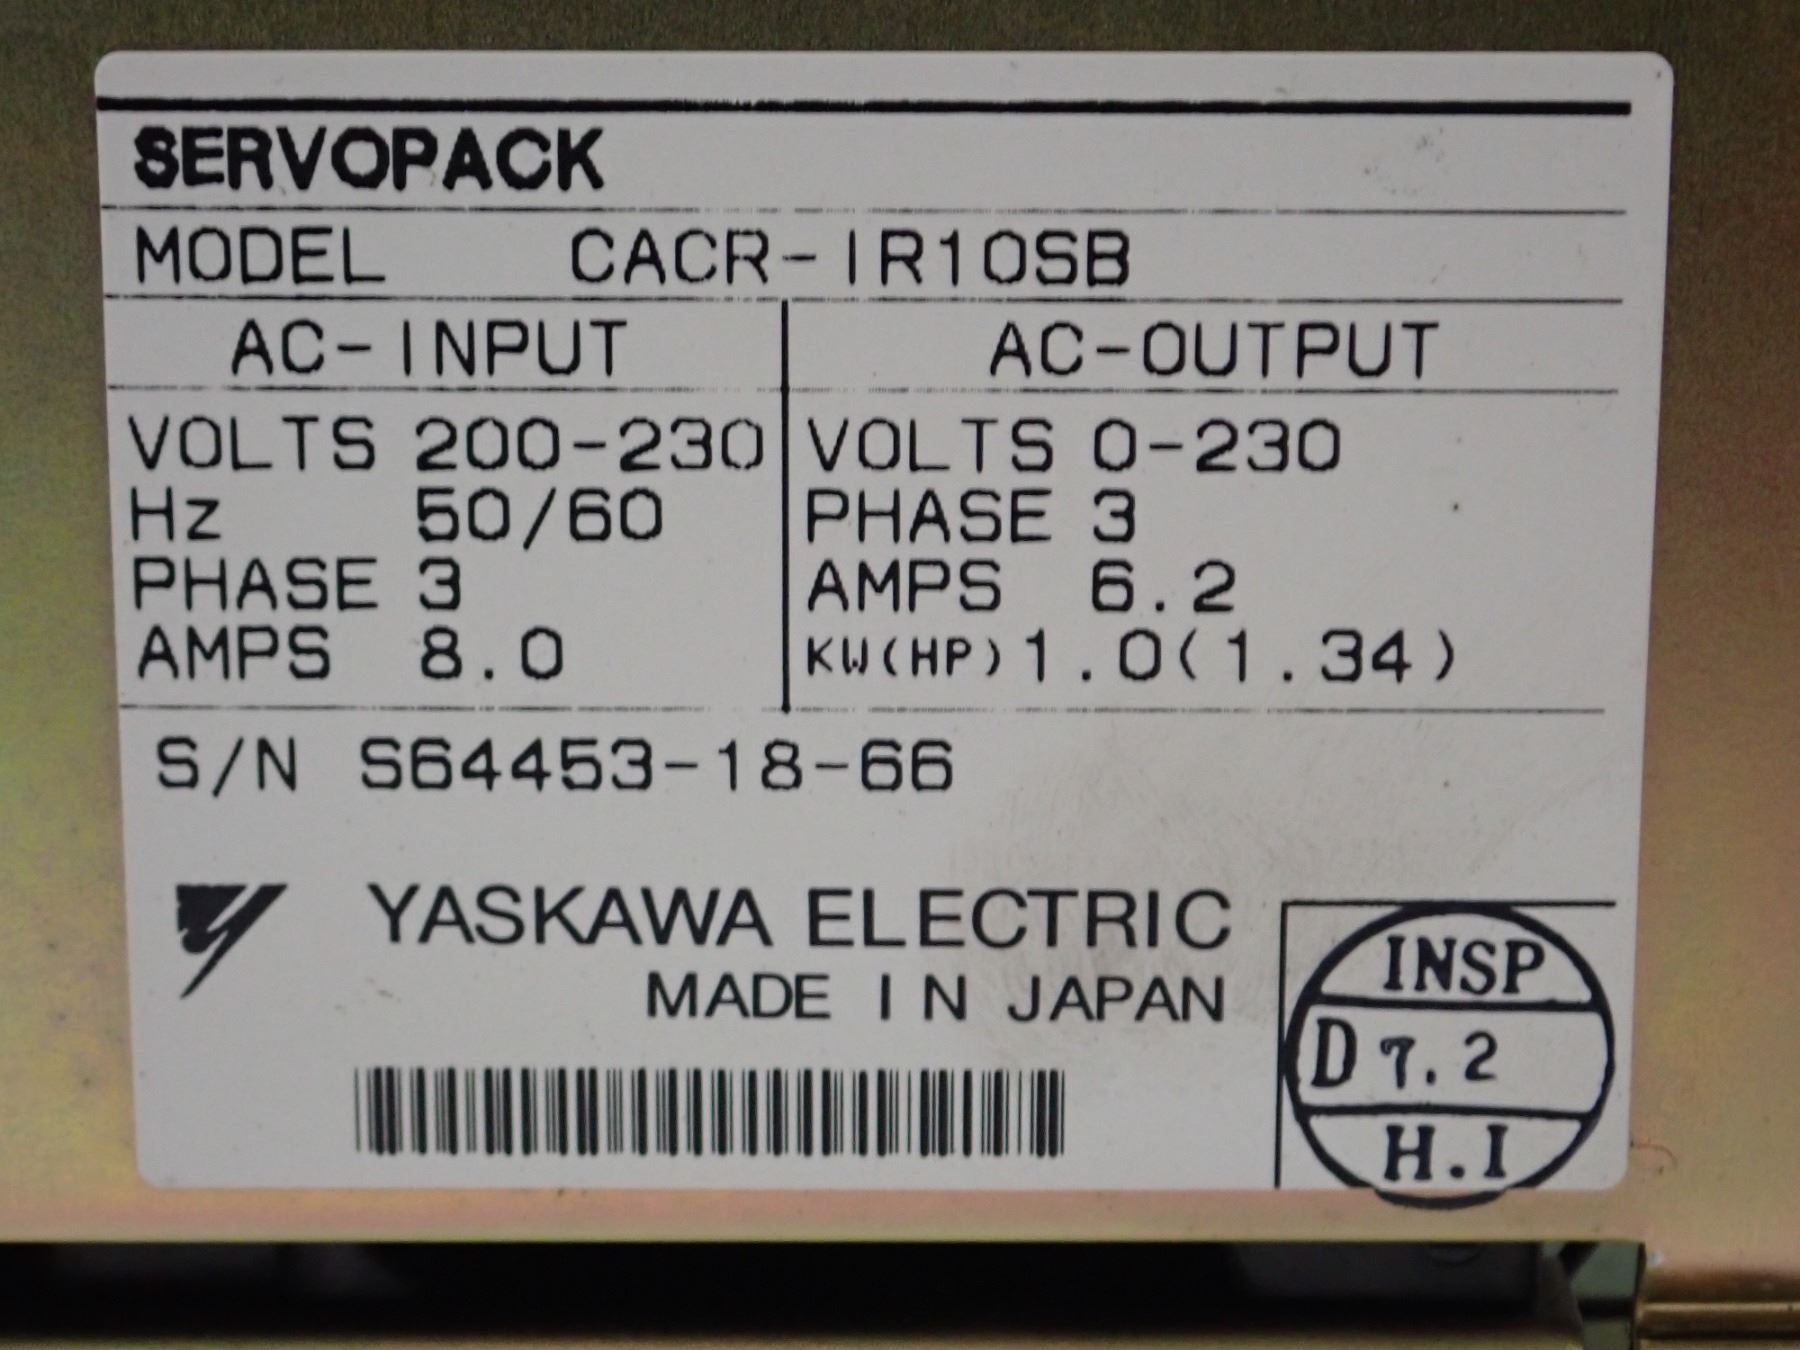 SERVOPACK
MODEL CACR-IR10SB
AC-INPUT
VOLTS 200-230
Hz 50/60
PHASE 3
AMPS 8.0
AC-OUTPUT
VOLTS 0-230
PHASE 3
AMPS 6.2
KW(HP) 1.0(1.34)
S/N S64453-18-66
YASKAWA ELECTRIC
MADE IN JAPAN
INSP
D 7.2
H.I